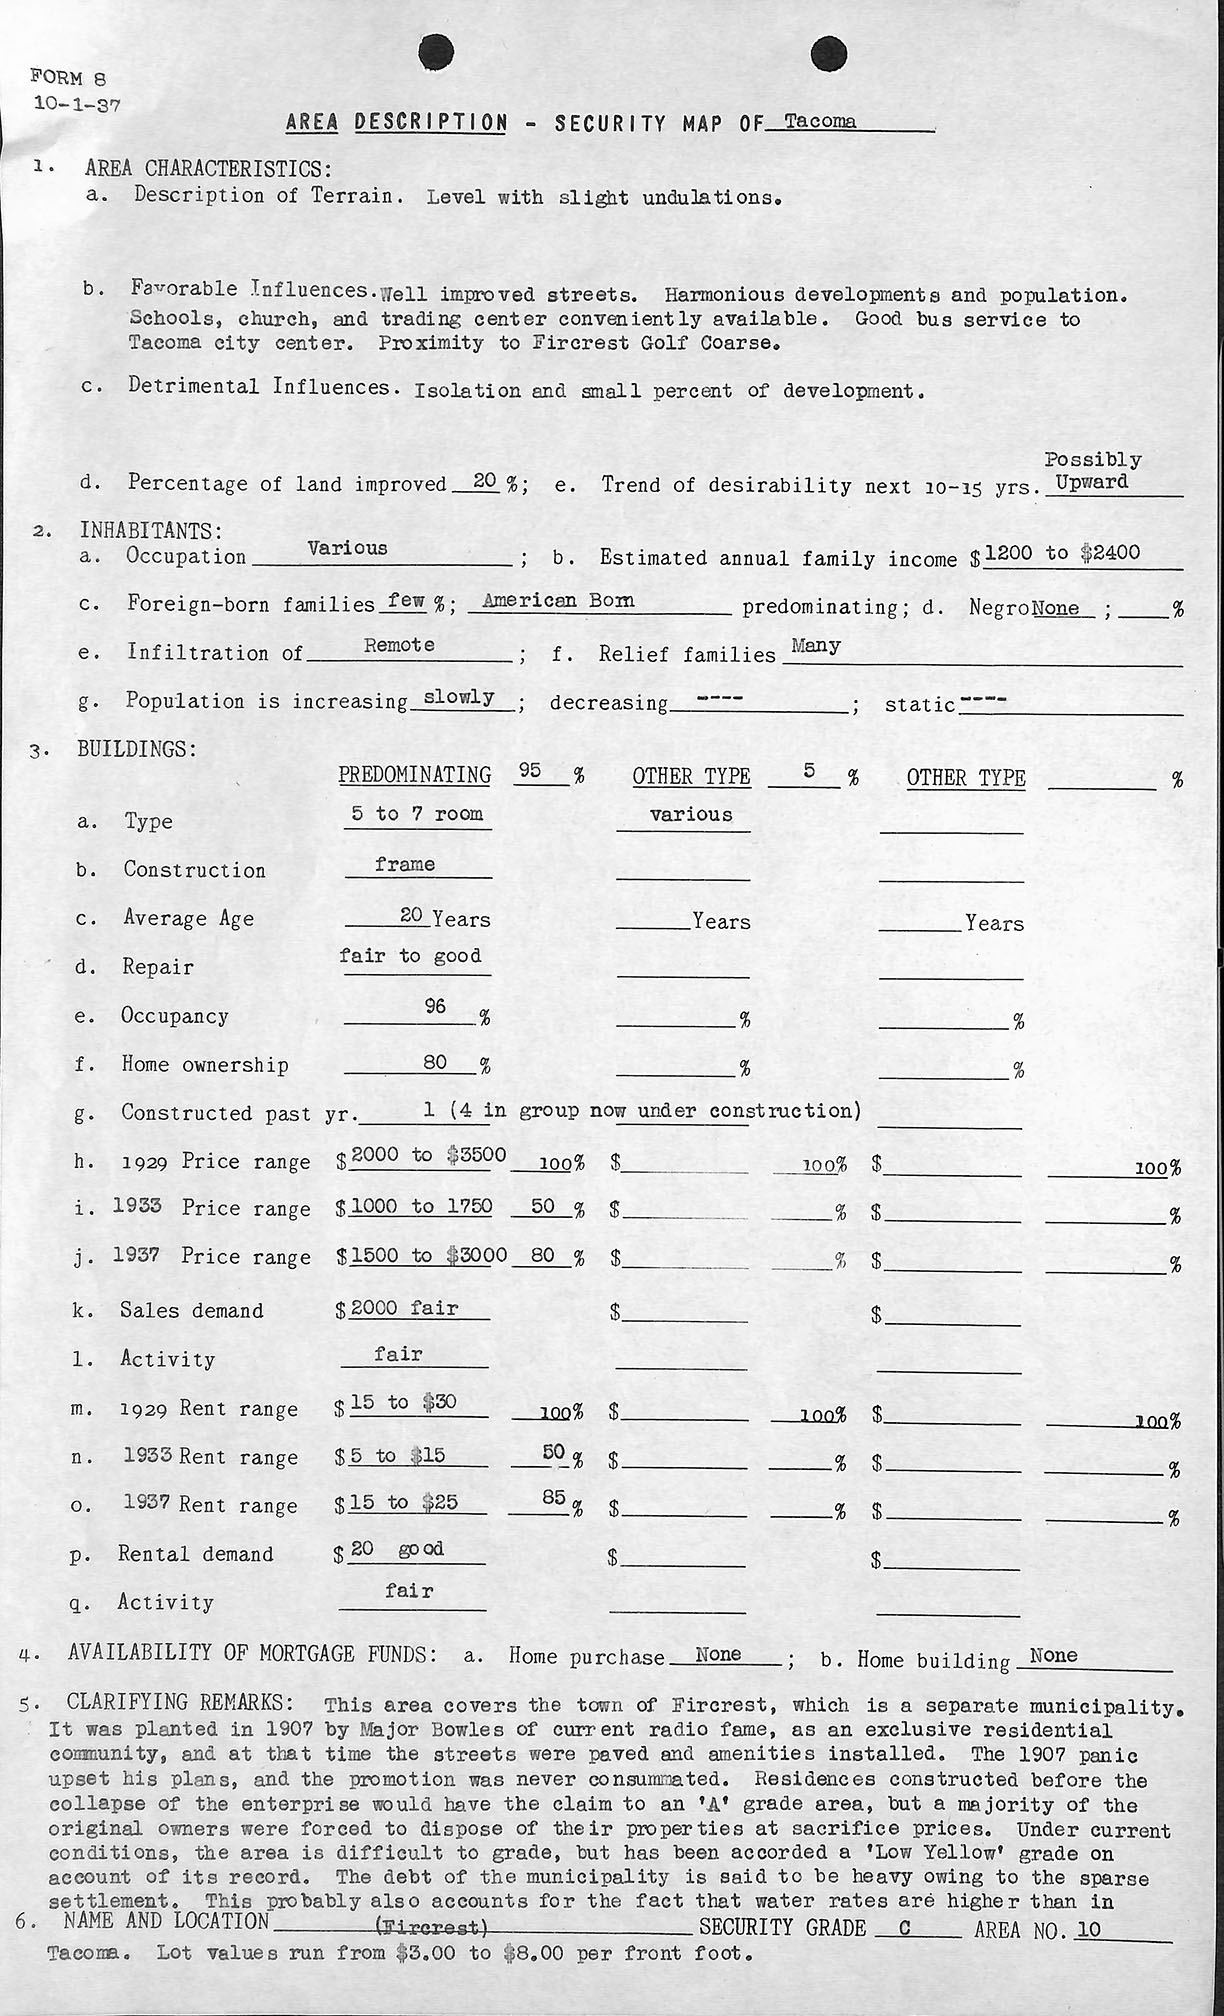 FORM 8
10-1-37
AREA DESCRIPTION - SECURITY MAP OF Tacoma
1. AREA CHARACTERISTICS:
a. Description of Terrain. Level with slight undulations.
b. Favorable Influences. Well improved streets. Harmonious developments and population.
Schools, church, and trading center conveniently available. Good bus service to
Tacoma city center. Proximity to Fircrest Golf Coarse.
c. Detrimental Influences. Isolation and small percent of development.
Possibly
d. Percentage of land improved 20 %; e. Trend of desirability next 10-15 yrs. Upward
2. INHABITANTS:
a. Occupation Various ; b. Estimated annual family income $1200 to $2400
c. Foreign-born families few %; American Born predominating; d. Negro None ; %
e. Infiltration of Remote ; f. Relief families Many
g. Population is increasing slowly ; decreasing ---- ; static ----
3. BUILDINGS:
PREDOMINATING 95 % OTHER TYPE 5 % OTHER TYPE %
a. Type 5 to 7 room various
b. Construction frame
c. Average Age 20 Years Years Years
d. Repair fair to good
e. Occupancy 96 % % %
f. Home ownership 80 % % %
g. Constructed past yr. 1 (4 in group now under construction)
h. 1929 Price range $2000 to $3500 100% $ 100% $ 100%
i. 1933 Price range $1000 to 1750 50 % $ % $ %
j. 1937 Price range $1500 to $3000 80 % $ % $ %
k. Sales demand $2000 fair $ $
l. Activity fair
m. 1929 Rent range $15 to $30 100% $ 100% $ 100%
n. 1933 Rent range $5 to $15 50 % $ % $ %
o. 1937 Rent range $15 to $25 85 % $ % $ %
p. Rental demand $20 good $ $
q. Activity fair
4. AVAILABILITY OF MORTGAGE FUNDS: a. Home purchase None ; b. Home building None
5. CLARIFYING REMARKS: This area covers the town of Fircrest, which is a separate municipality.
It was planted in 1907 by Major Bowles of current radio fame, as an exclusive residential
community, and at that time the streets were paved and amenities installed. The 1907 panic
upset his plans, and the promotion was never consummated. Residences constructed before the
collapse of the enterprise would have the claim to an 'A' grade area, but a majority of the
original owners were forced to dispose of their properties at sacrifice prices. Under current
conditions, the area is difficult to grade, but has been accorded a 'Low Yellow' grade on
account of its record. The debt of the municipality is said to be heavy owing to the sparse
settlement. This probably also accounts for the fact that water rates are higher than in
6. NAME AND LOCATION (Fircrest) SECURITY GRADE C AREA NO. 10
Tacoma. Lot values run from $3.00 to $8.00 per front foot.